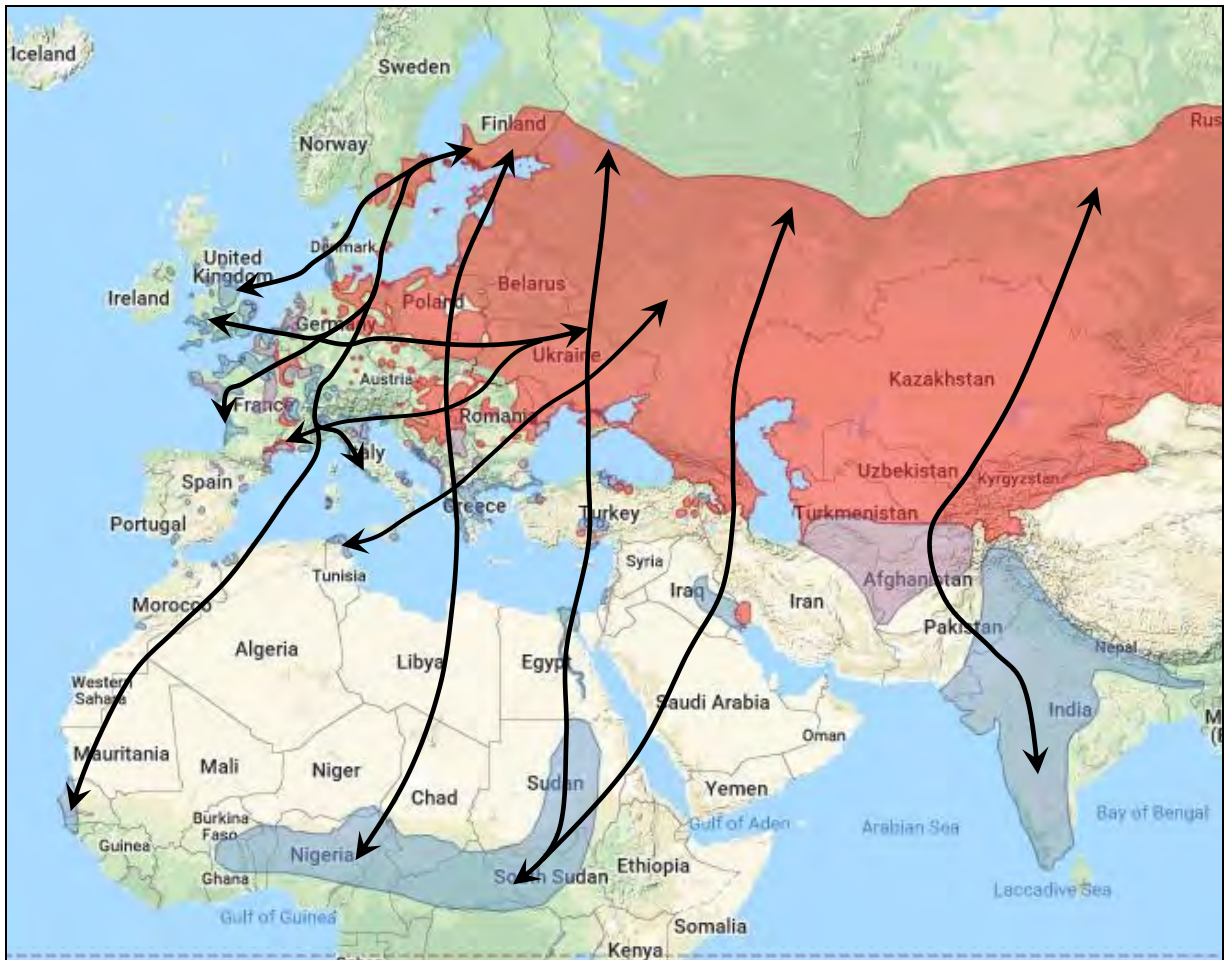 Iceland
Sweden
Finland
Norway
Rus
Denmark
United
Kingdom
Ireland
Belarus
Poland
Germany
Ukraine
Austria
Kazakhstan
France
Romania
Italy
Spain
Uzbekistan
Kyrgyzstan
Greece
Turkey
Turkmenistan
Portugal
Syria
Tunisia
Afghanistan
Iraq
Iran
Morocco
Pakistan
Algeria
Libya
Egypt
Nepal
Western
Sahara
Saudi Arabia
India
M
(B
Oman
Mauritania
Mali
Niger
Chad
Sudan
Yemen
Burkina
Faso
Gulf of Aden
Arabian Sea
Bay of Bengal
Guinea
Nigeria
Ethiopia
Ghana
South Sudan
Laccadive Sea
Gulf of Guinea
Somalia
Kenya